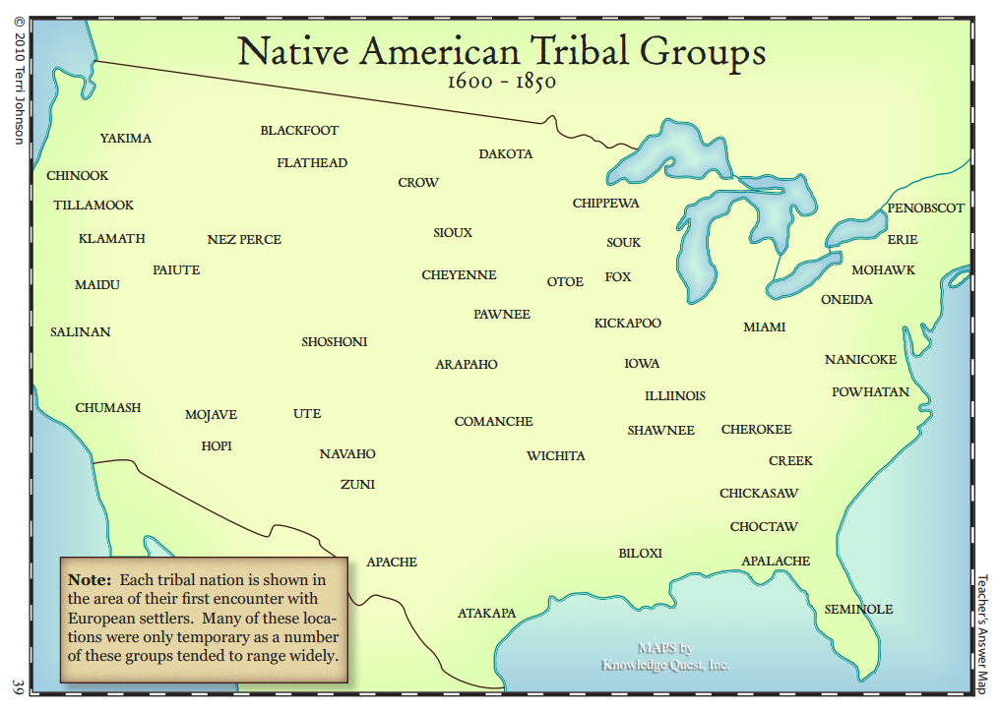 Native American Tribal Groups
1600 - 1850
© 2010 Terri Johnson
YAKIMA
BLACKFOOT
DAKOTA
FLATHEAD
CHINOOK
CROW
TILLAMOOK
CHIPPEWA
PENOBSCOT
KLAMATH
NEZ PERCE
SIOUX
SOUK
ERIE
PAIUTE
MOHAWK
MAIDU
CHEYENNE
OTOE
FOX
ONEIDA
PAWNEE
KICKAPOO
MIAMI
SALINAN
SHOSHONI
ARAPAHO
IOWA
NANICOKE
ILLIINOIS
POWHATAN
CHUMASH
MOJAVE
UTE
COMANCHE
SHAWNEE
CHEROKEE
HOPI
NAVAHO
WICHITA
CREEK
ZUNI
CHICKASAW
CHOCTAW
APACHE
BILOXI
APALACHE
ATAKAPA
SEMINOLE
Note: Each tribal nation is shown in
the area of their first encounter with
European settlers. Many of these loca-
tions were only temporary as a number
of these groups tended to range widely.
MAPS by
Knowledge Quest, Inc.
Teacher's Answer Map
39